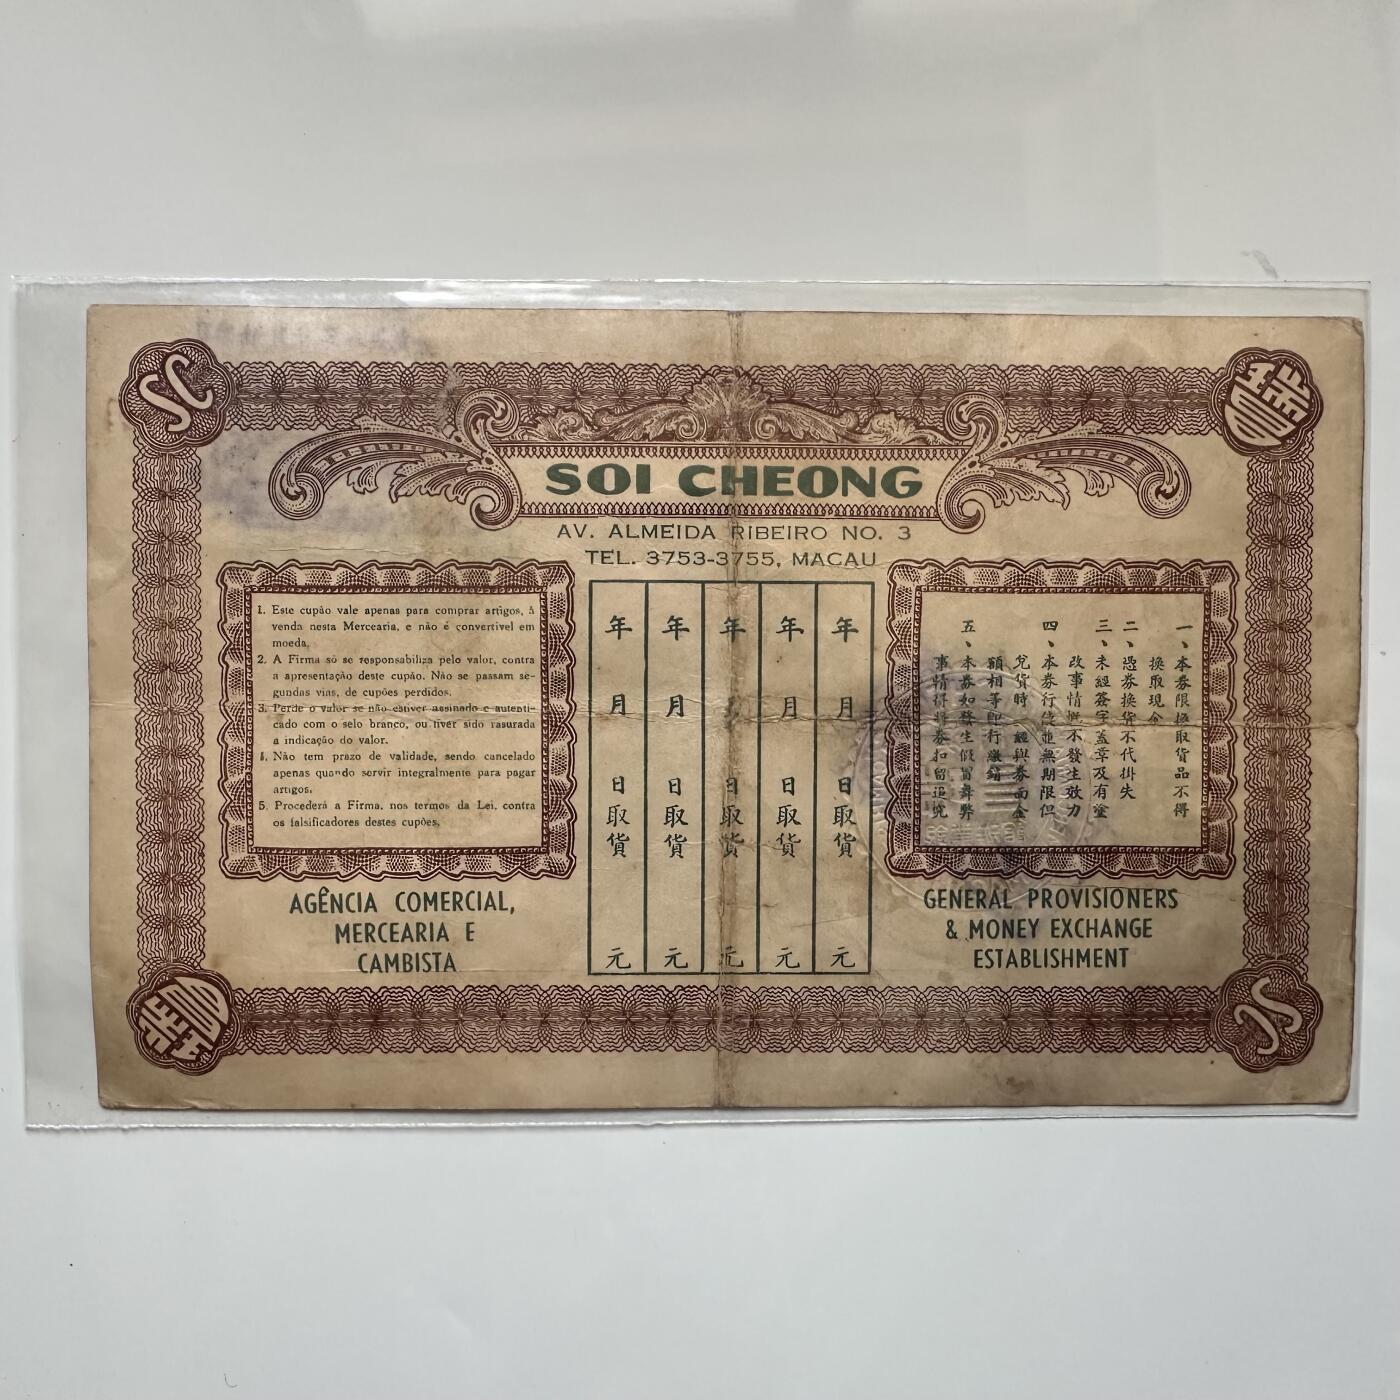 SC
瑞昌
SOI CHEONG
AV. ALMEIDA RIBEIRO NO. 3
TEL. 3753-3755, MACAU
1. Este cupão vale apenas para comprar artigos, à
venda nesta Mercearia, e não é convertível em
moeda.
2. A Firma só se responsabiliza pelo valor, contra
a apresentação deste cupão. Não se passam se-
gundas vias, de cupões perdidos.
3. Perde o valor se não estiver assinado e autenti-
cado com o selo branco, ou tiver sido rasurada
a indicação do valor.
4. Não tem prazo de validade, sendo cancelado
apenas quando servir integralmente para pagar
artigos.
5. Procederá a Firma, nos termos da Lei, contra
os falsificadores destes cupões.
年 月 日取貨 元
年 月 日取貨 元
年 月 日取貨 元
年 月 日取貨 元
年 月 日取貨 元
一、本券限換取貨品不得
換取現金
二、憑券換貨不代掛失
三、未經簽字蓋章及有塗
改事情概不發生效力
四、本券行使並無期限但
兌貨時 經與券面金
額相等即行繳銷
五、本券如發生假冒舞弊
事情得將券扣留追究
AGÊNCIA COMERCIAL,
MERCEARIA E
CAMBISTA
GENERAL PROVISIONERS
& MONEY EXCHANGE
ESTABLISHMENT
瑞昌
SC